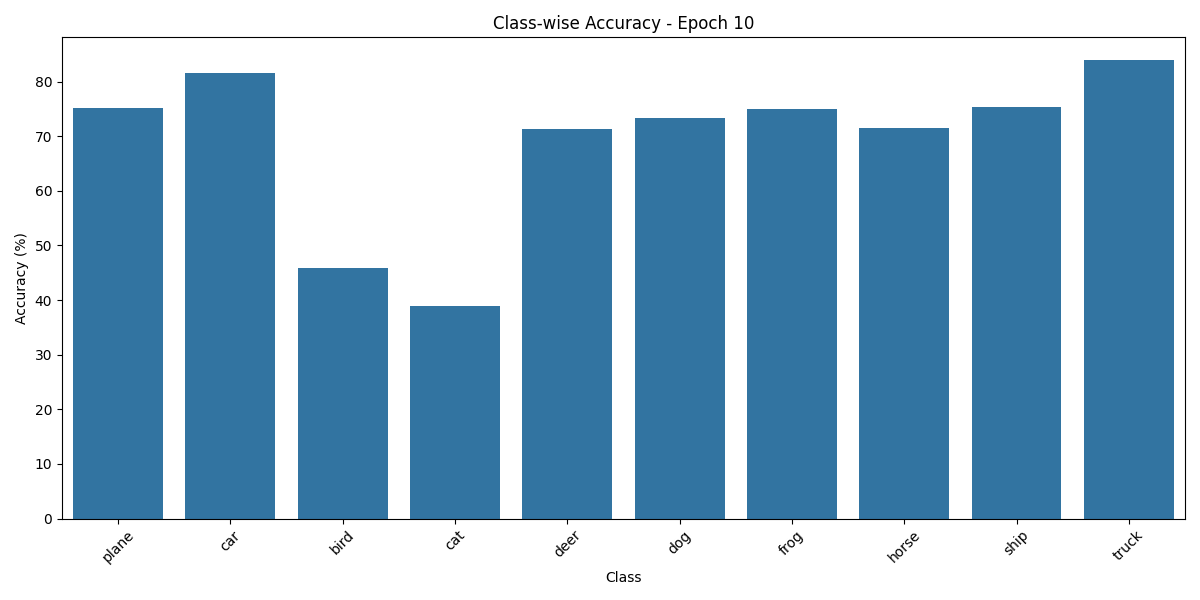 Class-wise Accuracy - Epoch 10
Accuracy (%)
80
70
60
50
40
30
20
10
0
plane
car
bird
cat
deer
dog
frog
horse
ship
truck
Class